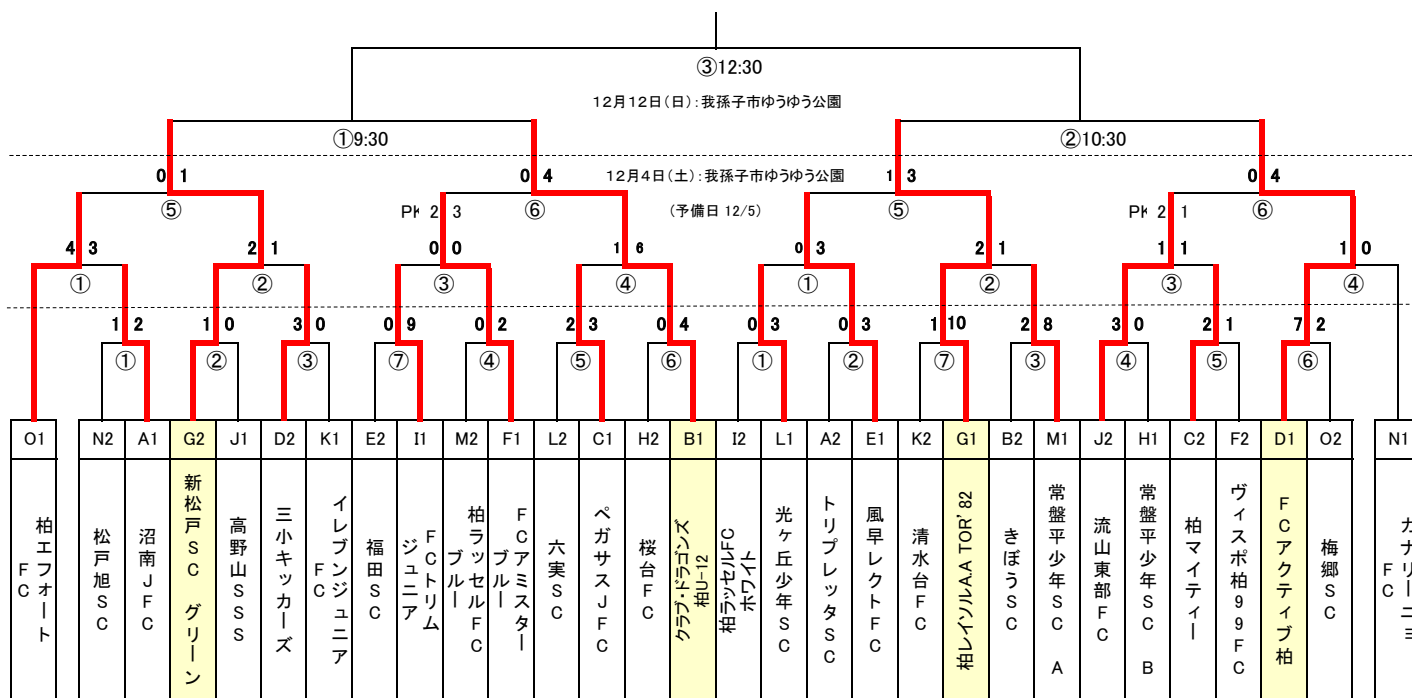 ③12:30
12月12日(日):我孫子市ゆうゆう公園
①9:30 ②10:30
0 1 0 4 12月4日(土):我孫子市ゆうゆう公園 1 3 0 4
⑤ PK 2 3 ⑥ (予備日 12/5) ⑤ PK 2 1 ⑥
4 3 2 1 0 0 1 6 0 3 2 1 1 1 1 0
① ② ③ ④ ① ② ③ ④
1 2 1 0 3 0 0 9 0 2 2 3 0 4 0 3 0 3 1 10 2 8 3 0 2 1 7 2
① ② ③ ⑦ ④ ⑤ ⑥ ① ② ⑦ ③ ④ ⑤ ⑥
O1 N2 A1 G2 J1 D2 K1 E2 I1 M2 F1 L2 C1 H2 B1 I2 L1 A2 E1 K2 G1 B2 M1 J2 H1 C2 F2 D1 O2 N1
柏エフォート
FC
松戸旭SC
沼南JFC
新松戸SC グリーン
高野山SSS
三小キッカーズ
イレブンジュニア
FC
福田SC
FCトリム
ジュニア
柏ラッセルFC
ブルー
FCアミスター
ブルー
六実SC
ペガサスJFC
桜台FC
クラブ・ドラゴンズ
柏U-12
柏ラッセルFC
ホワイト
光ヶ丘少年SC
トリプレッタSC
風早レクトFC
清水台FC
柏レイソルA.A TOR'82
きぼうSC
常盤平少年SC A
流山東部FC
常盤平少年SC B
柏マイティー
ヴィスポ柏99FC
FCアクティブ柏
梅郷SC
カナリーニョ
FC